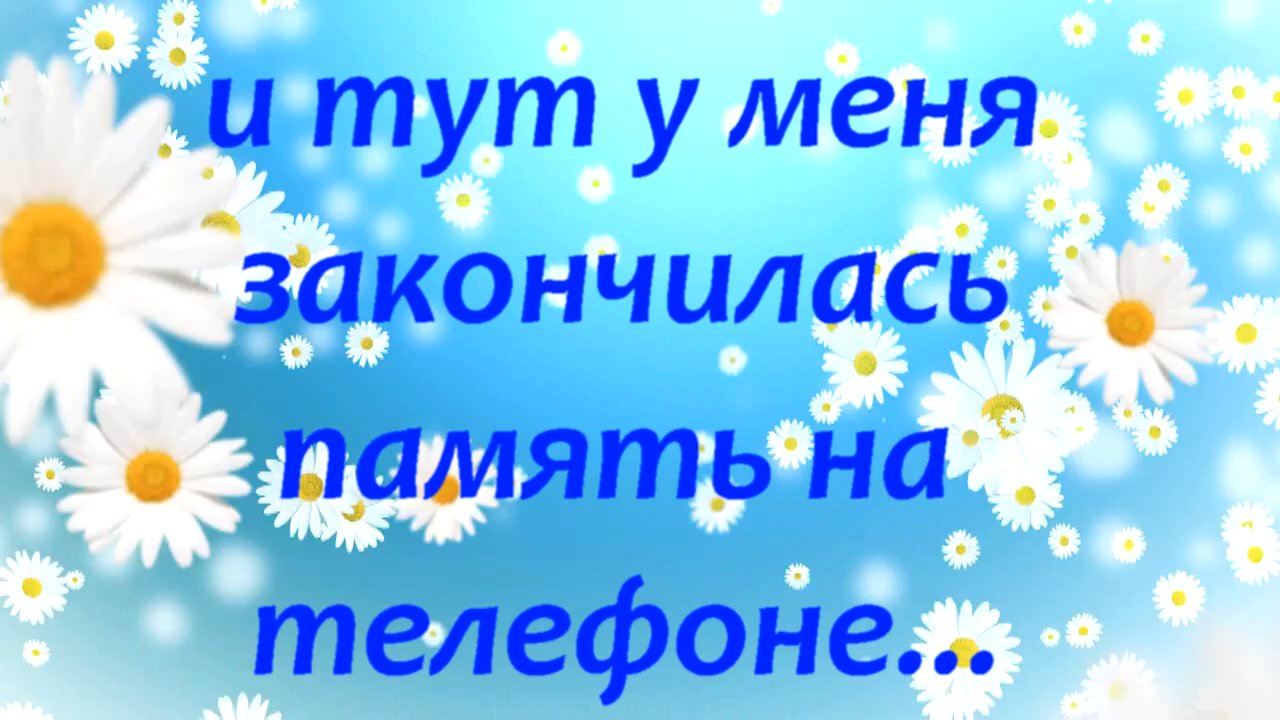 и тут у меня
закончилась
память на
телефоне...